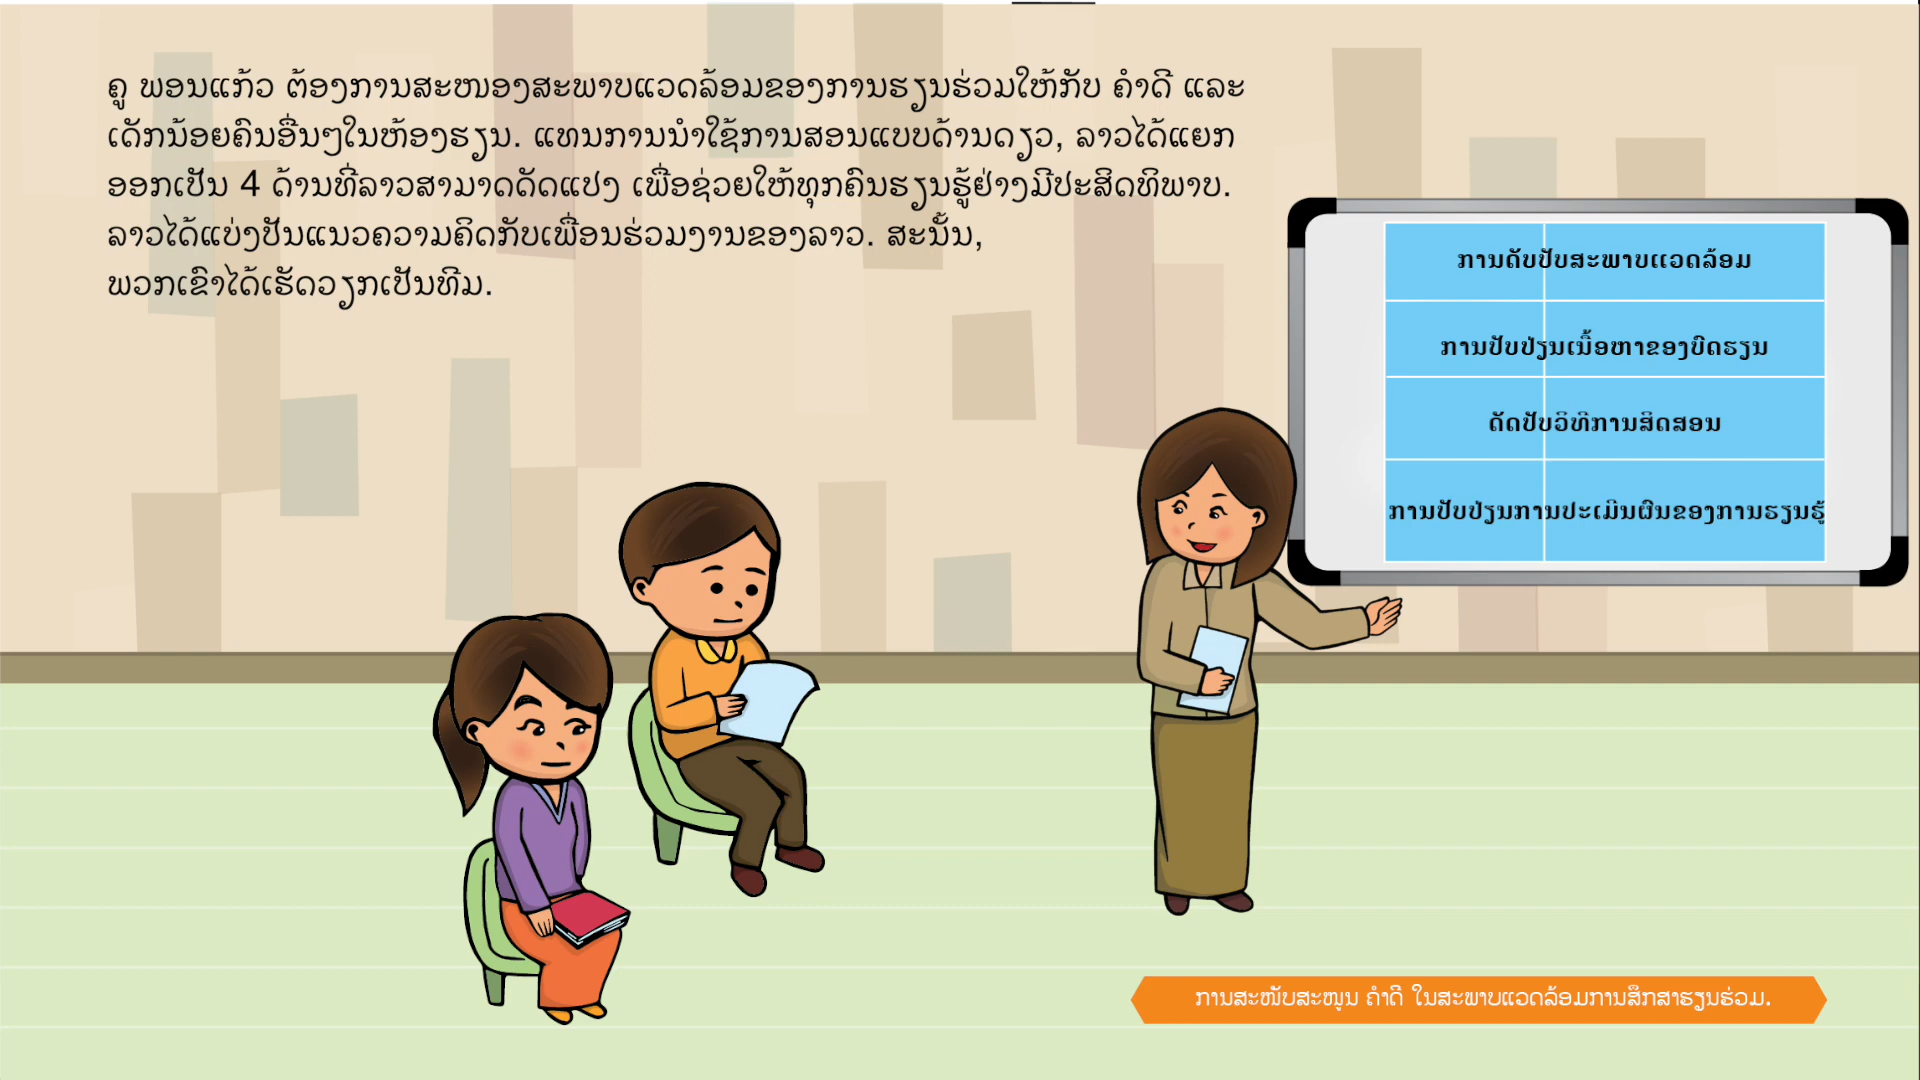 ຄູ ພອນແກ້ວ ຕ້ອງການສະໜອງສະພາບແວດລ້ອມຂອງການຮຽນຮ່ວມໃຫ້ກັບ ຄໍາດີ ແລະ
ເດັກນ້ອຍຄົນອື່ນໆໃນຫ້ອງຮຽນ. ແທນການນໍາໃຊ້ການສອນແບບດ້ານດຽວ, ລາວໄດ້ແຍກ
ອອກເປັນ 4 ດ້ານທີ່ລາວສາມາດດັດແປງ ເພື່ອຊ່ວຍໃຫ້ທຸກຄົນຮຽນຮູ້ຢ່າງມີປະສິດທິພາບ.
ລາວໄດ້ແບ່ງປັນແນວຄວາມຄິດກັບເພື່ອນຮ່ວມງານຂອງລາວ. ສະນັ້ນ,
ພວກເຂົາໄດ້ເຮັດວຽກເປັນທີມ.
ການດັບປັບສະພາບແວດລ້ອມ
ການປັບປ່ຽນເນື້ອຫາຂອງບົດຮຽນ
ດັດປັບວິທີການສິດສອນ
ການປັບປ່ຽນການປະເມີນຜົນຂອງການຮຽນຮູ້
ການສະໜັບສະໜູນ ຄໍາດີ ໃນສະພາບແວດລ້ອມການສຶກສາຮຽນຮ່ວມ.